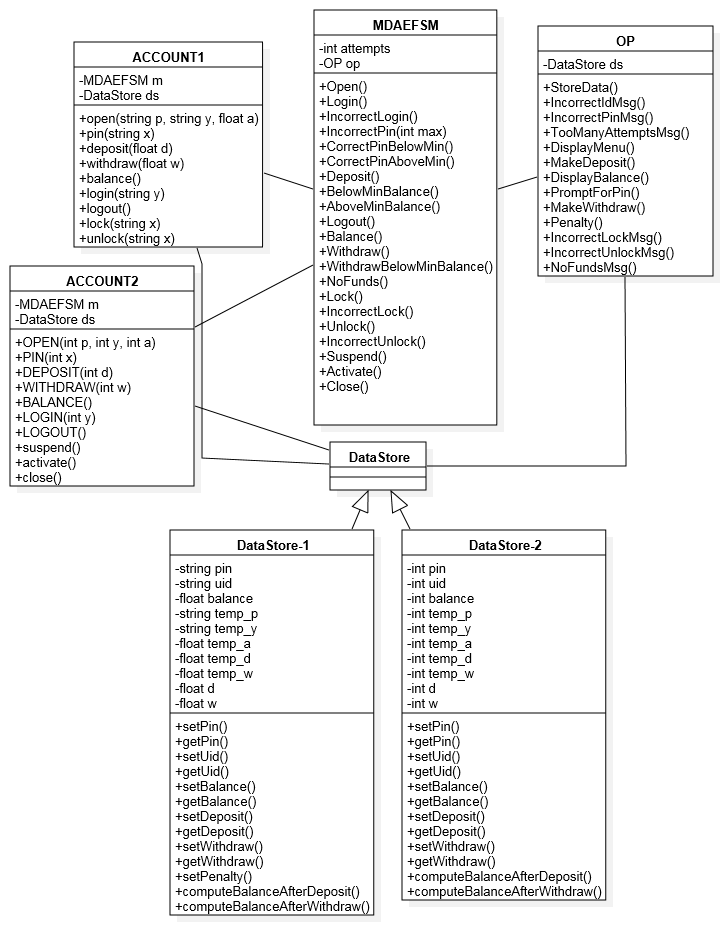 ACCOUNT1
-MDAEFSM m
-DataStore ds
+open(string p, string y, float a)
+pin(string x)
+deposit(float d)
+withdraw(float w)
+balance()
+login(string y)
+logout()
+lock(string x)
+unlock(string x)
MDAEFSM
-int attempts
-OP op
+Open()
+Login()
+IncorrectLogin()
+IncorrectPin(int max)
+CorrectPinBelowMin()
+CorrectPinAboveMin()
+Deposit()
+BelowMinBalance()
+AboveMinBalance()
+Logout()
+Balance()
+Withdraw()
+WithdrawBelowMinBalance()
+NoFunds()
+Lock()
+IncorrectLock()
+Unlock()
+IncorrectUnlock()
+Suspend()
+Activate()
+Close()
OP
-DataStore ds
+StoreData()
+IncorrectIdMsg()
+IncorrectPinMsg()
+TooManyAttemptsMsg()
+DisplayMenu()
+MakeDeposit()
+DisplayBalance()
+PromptForPin()
+MakeWithdraw()
+Penalty()
+IncorrectLockMsg()
+IncorrectUnlockMsg()
+NoFundsMsg()
ACCOUNT2
-MDAEFSM m
-DataStore ds
+OPEN(int p, int y, int a)
+PIN(int x)
+DEPOSIT(int d)
+WITHDRAW(int w)
+BALANCE()
+LOGIN(int y)
+LOGOUT()
+suspend()
+activate()
+close()
DataStore
DataStore-1
-string pin
-string uid
-float balance
-string temp_p
-string temp_y
-float temp_a
-float temp_d
-float temp_w
-float d
-float w
+setPin()
+getPin()
+setUid()
+getUid()
+setBalance()
+getBalance()
+setDeposit()
+getDeposit()
+setWithdraw()
+getWithdraw()
+setPenalty()
+computeBalanceAfterDeposit()
+computeBalanceAfterWithdraw()
DataStore-2
-int pin
-int uid
-int balance
-int temp_p
-int temp_y
-int temp_a
-int temp_d
-int temp_w
-int d
-int w
+setPin()
+getPin()
+setUid()
+getUid()
+setBalance()
+getBalance()
+setDeposit()
+getDeposit()
+setWithdraw()
+getWithdraw()
+computeBalanceAfterDeposit()
+computeBalanceAfterWithdraw()